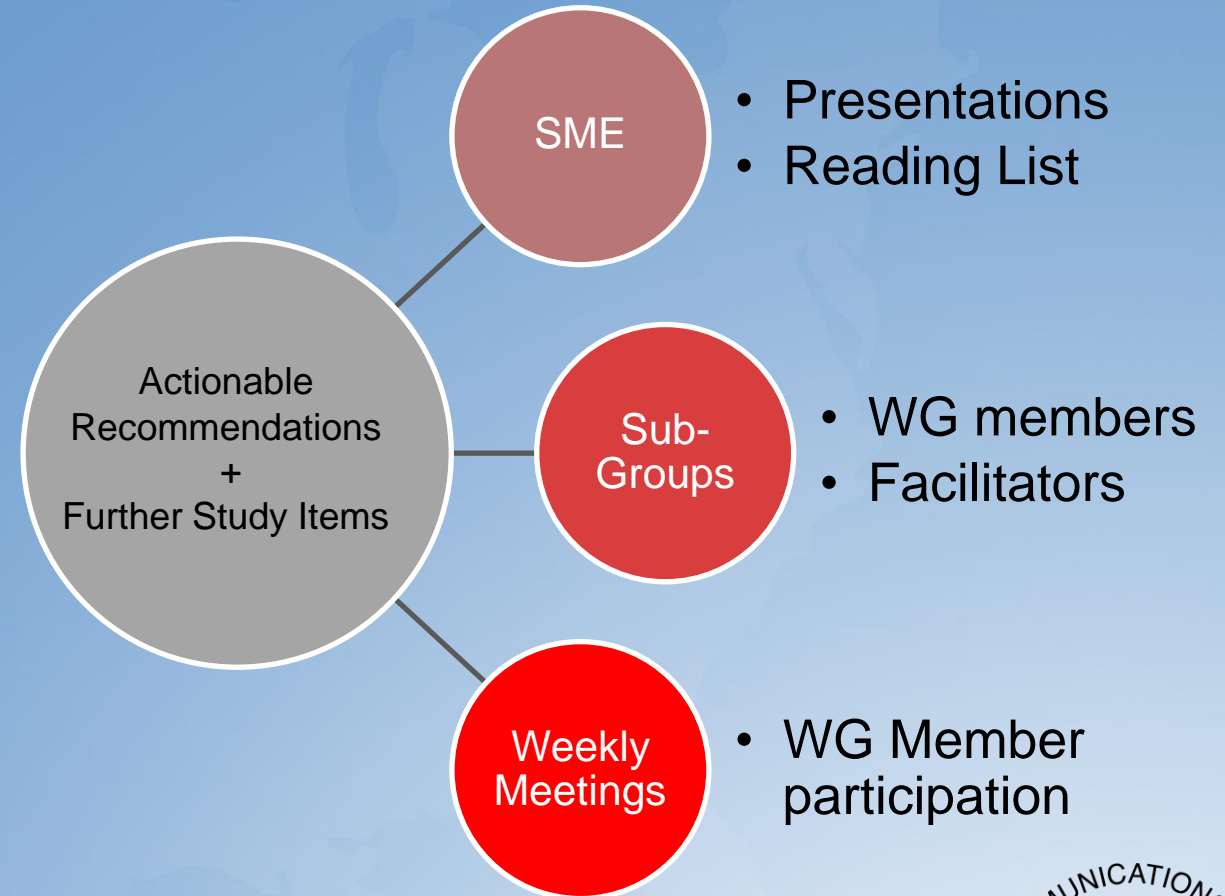 SME
• Presentations
• Reading List
Actionable
Recommendations
+
Further Study Items
Sub-
Groups
• WG members
• Facilitators
Weekly
Meetings
• WG Member
participation